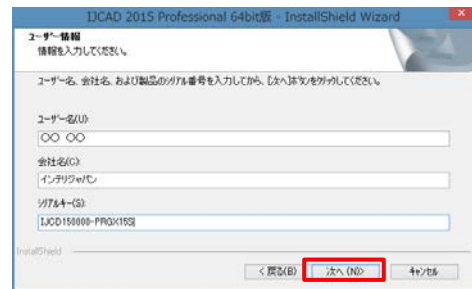 IJCAD 2015 Professional 64bit版 - InstallShield Wizard
ユーザー情報
情報を入力してください。
ユーザー名、会社名、および製品のシリアル番号を入力してから、[次へ]ボタンをクリックしてください。
ユーザー名(U):
○○ ○○
会社名(C):
インテリジャパン
シリアルキー(S):
IJCD150000-PRQX15S
InstallShield
< 戻る(B)
次へ (N)>
キャンセル